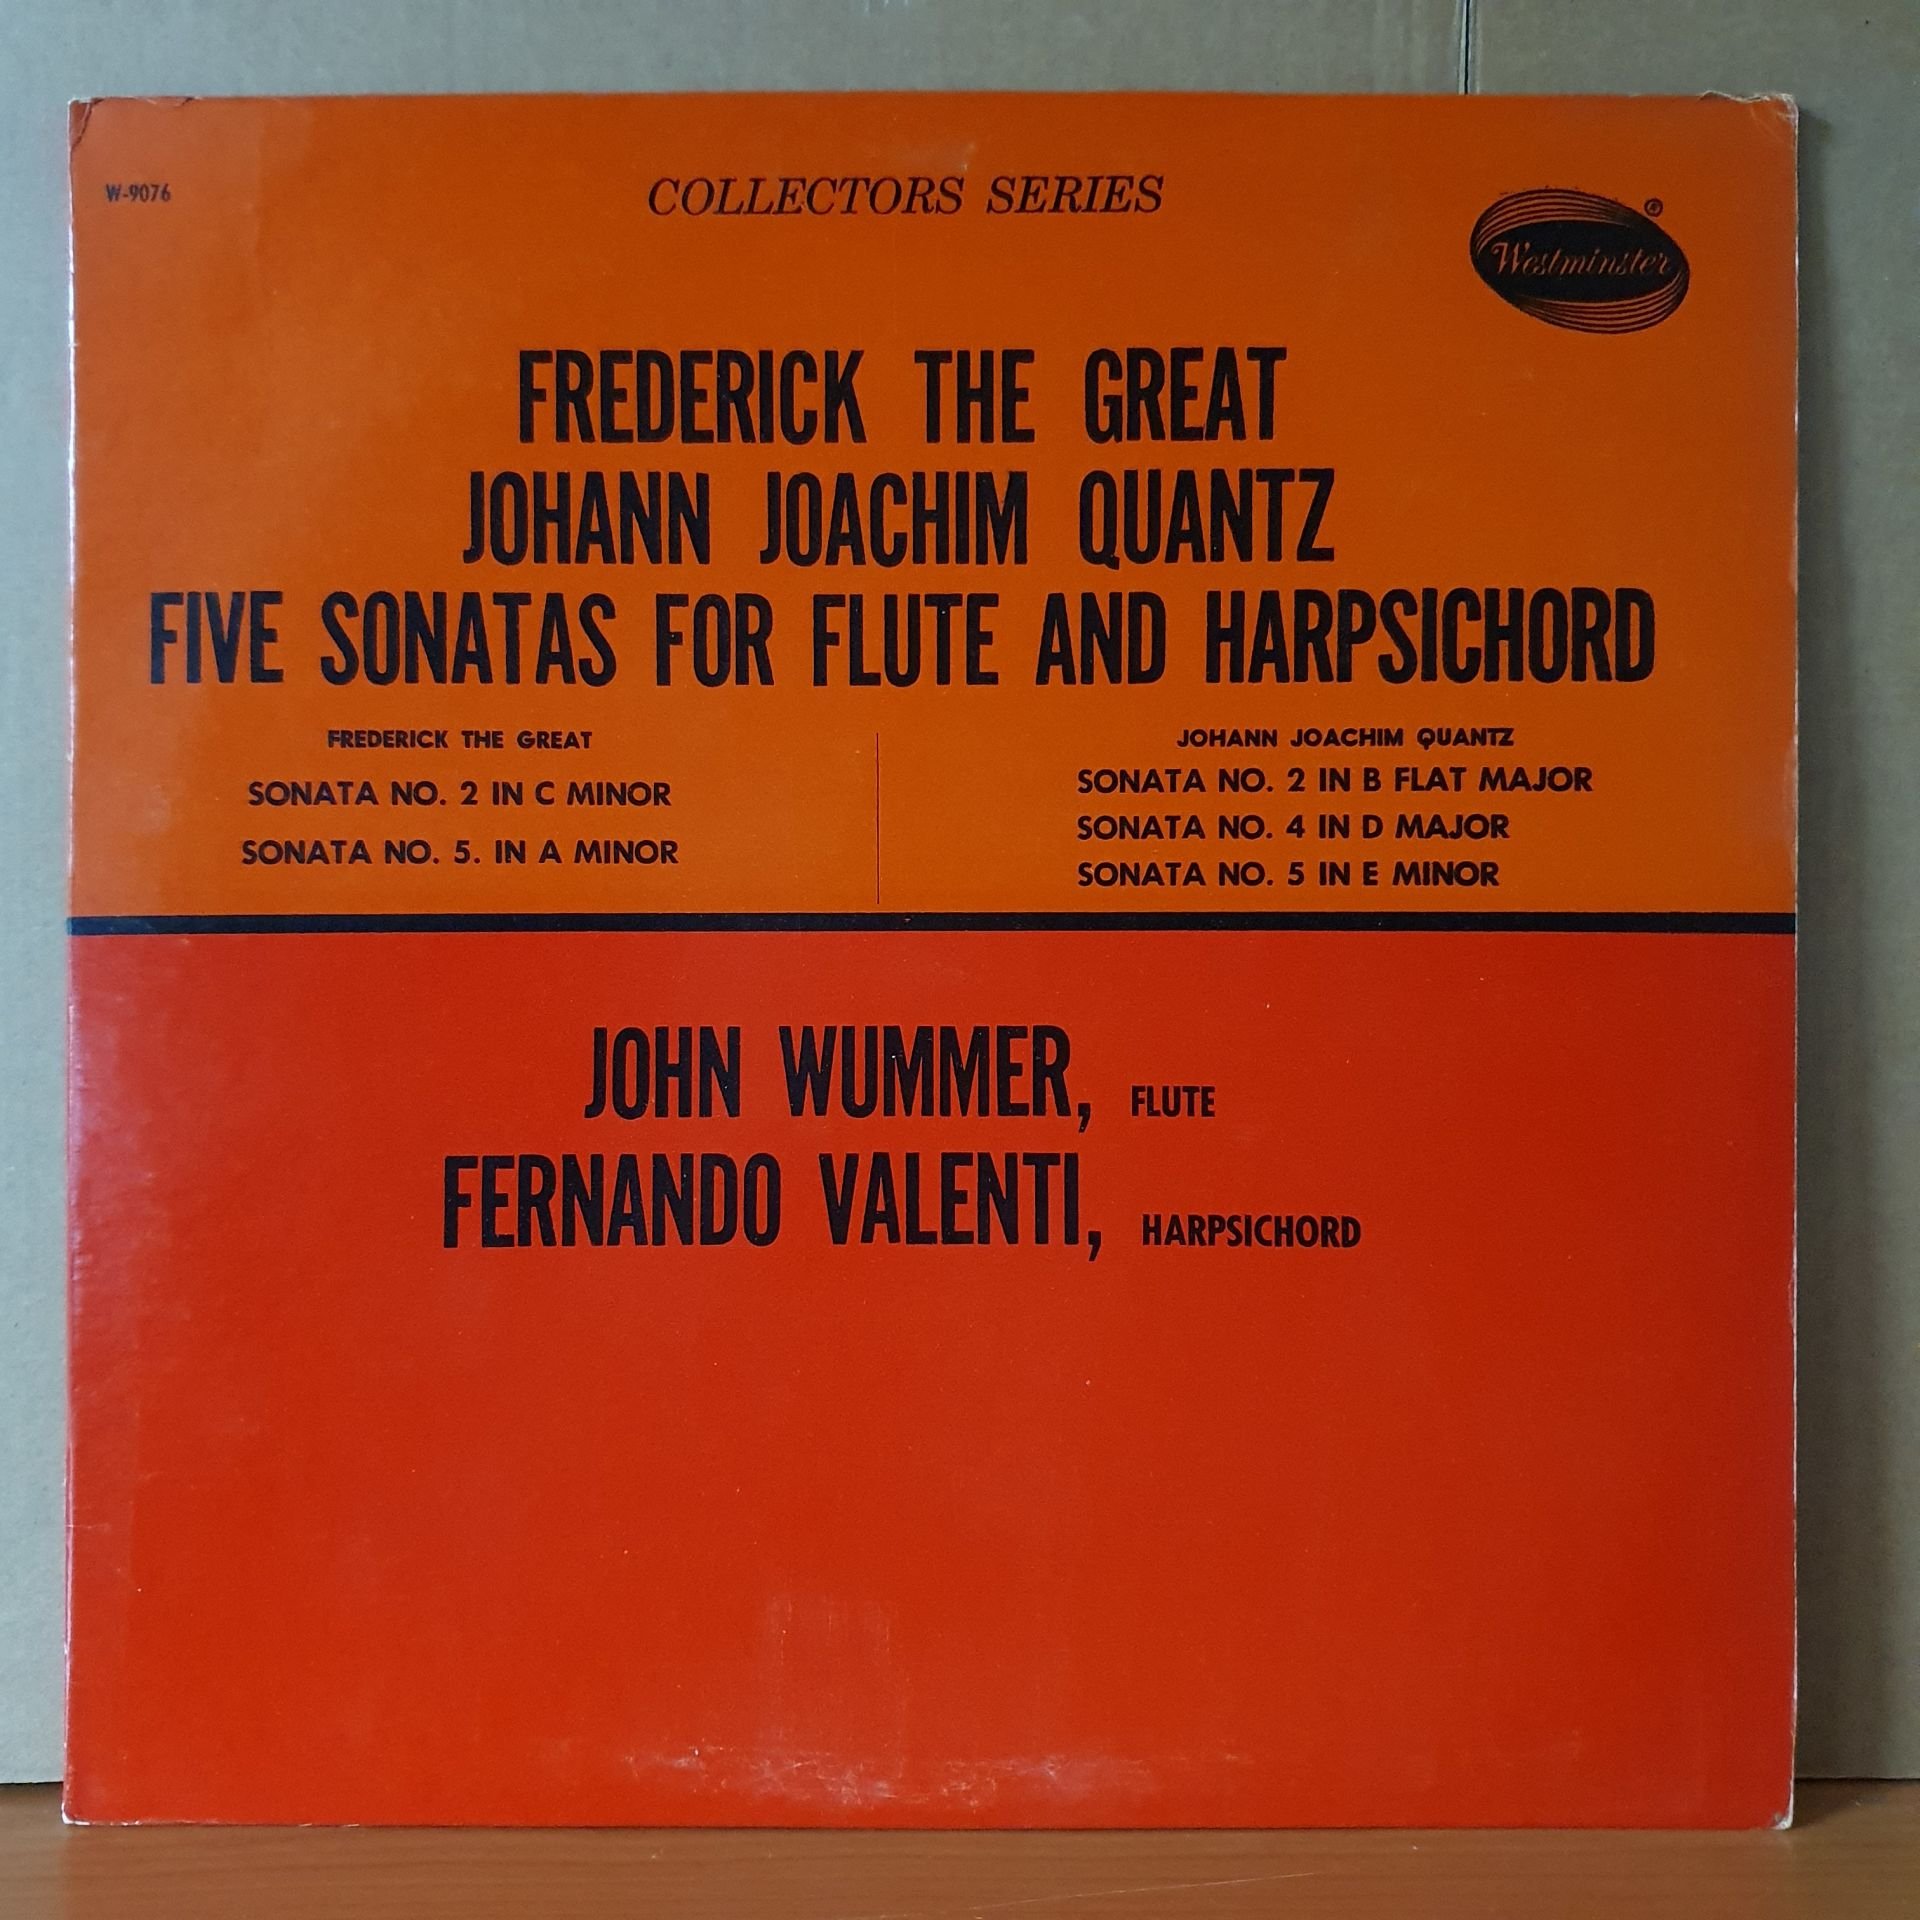 W-9076
COLLECTORS SERIES
Westminster ®
FREDERICK THE GREAT
JOHANN JOACHIM QUANTZ
FIVE SONATAS FOR FLUTE AND HARPSICHORD
FREDERICK THE GREAT
SONATA NO. 2 IN C MINOR
SONATA NO. 5. IN A MINOR
JOHANN JOACHIM QUANTZ
SONATA NO. 2 IN B FLAT MAJOR
SONATA NO. 4 IN D MAJOR
SONATA NO. 5 IN E MINOR
JOHN WUMMER, FLUTE
FERNANDO VALENTI, HARPSICHORD